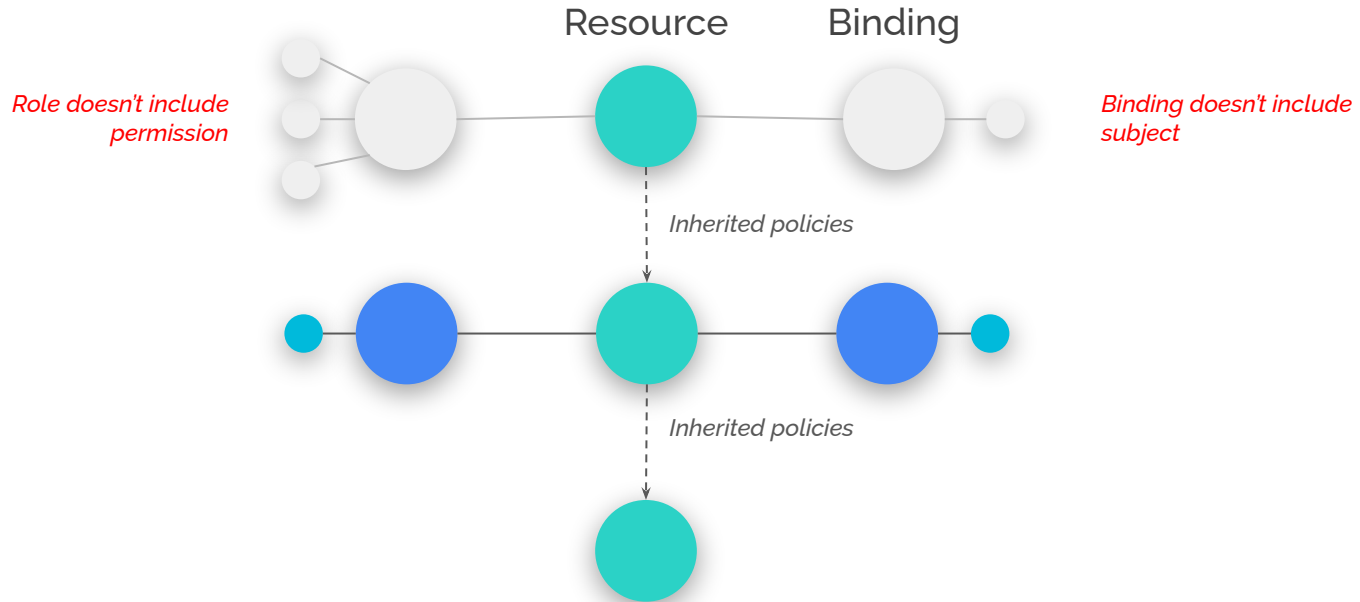 Resource
Binding
Role doesn't include
permission
Binding doesn't include
subject
Inherited policies
Inherited policies